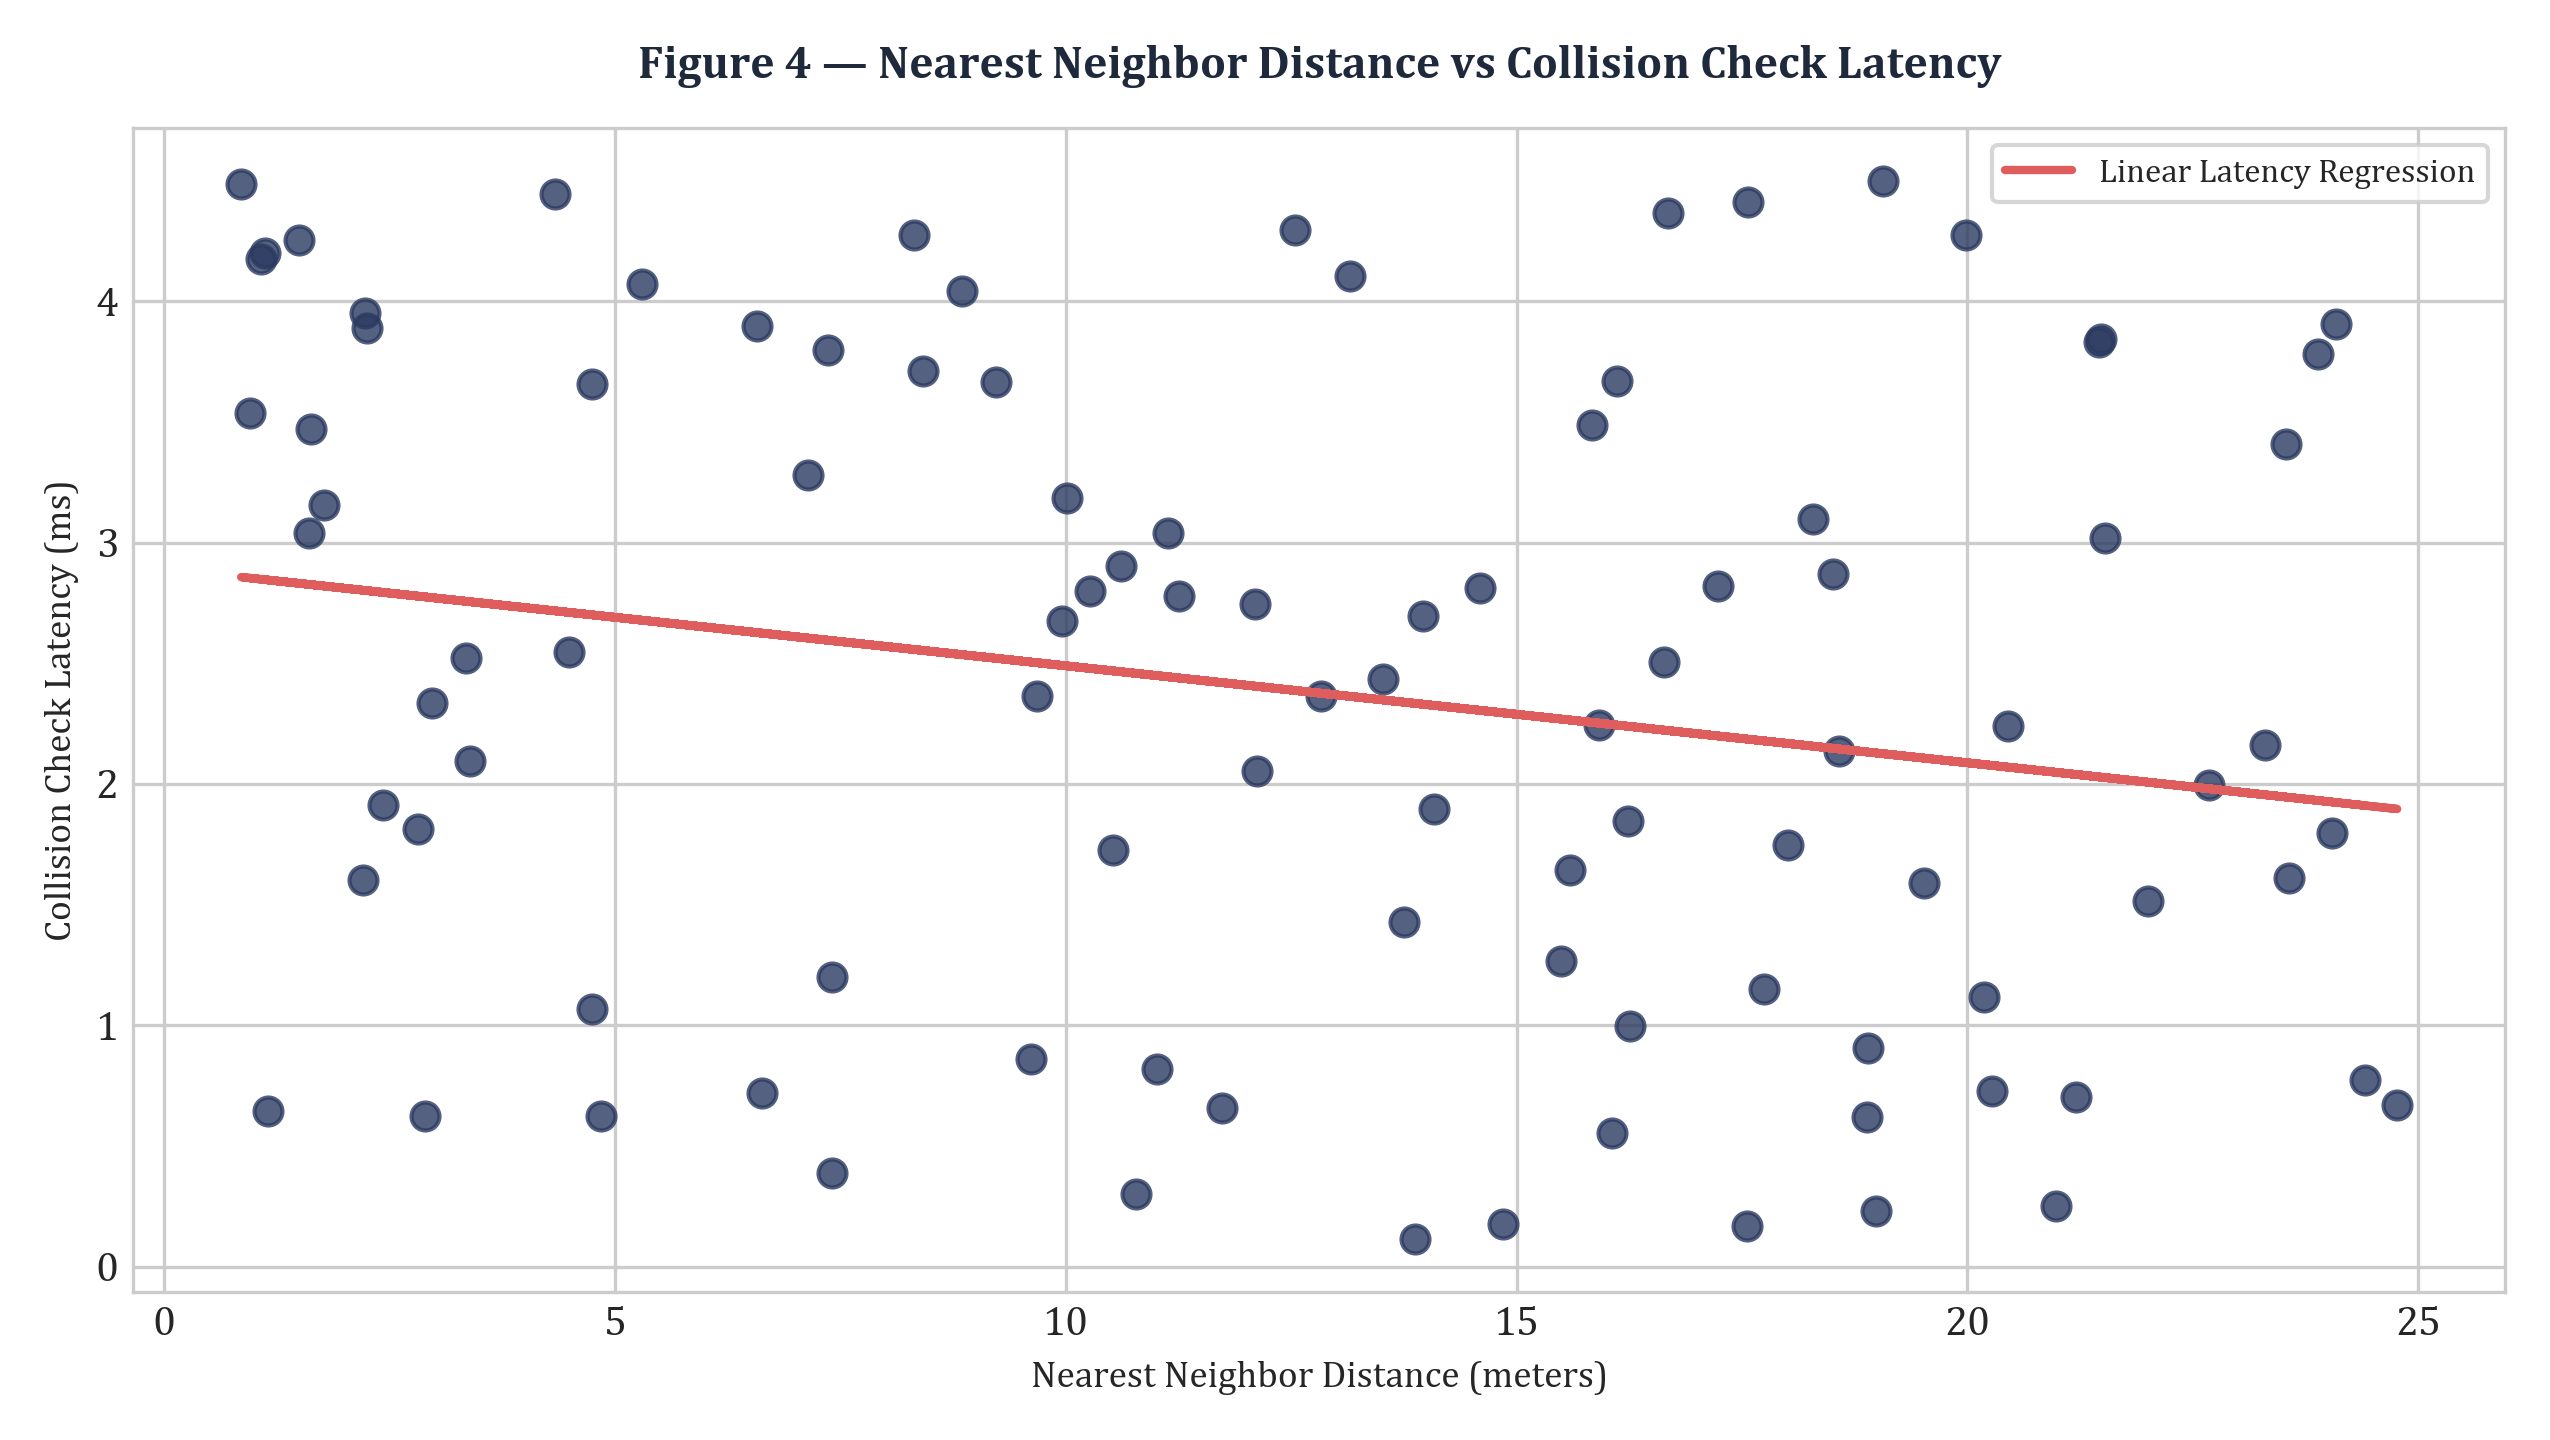 Figure 4 — Nearest Neighbor Distance vs Collision Check Latency
Linear Latency Regression
Collision Check Latency (ms)
4
3
2
1
0
0 5 10 15 20 25
Nearest Neighbor Distance (meters)